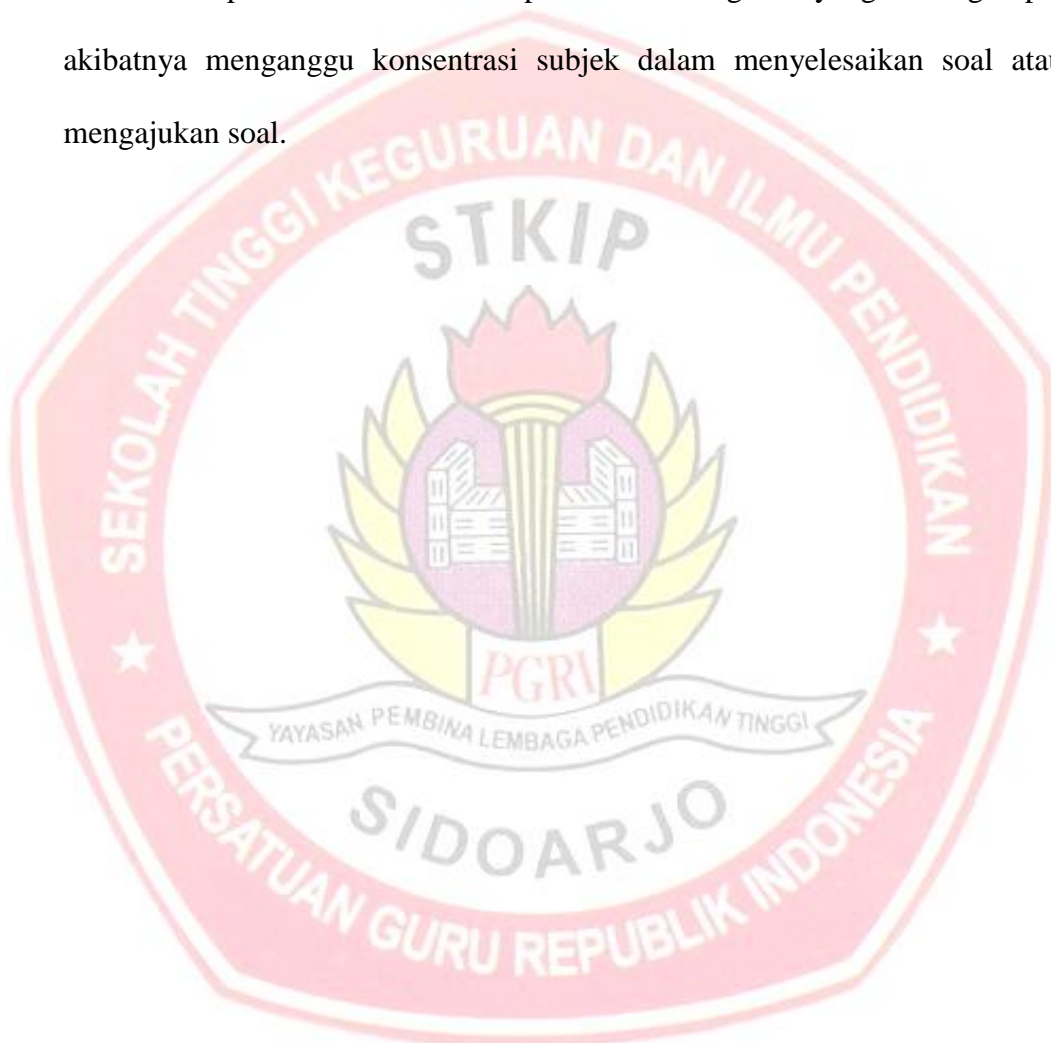 akibatnya menganggu konsentrasi subjek dalam menyelesaikan soal atau
mengajukan soal.
SEKOLAH TINGGI KEGURUAN DAN ILMU PENDIDIKAN
STKIP
PGRI
YAYASAN PEMBINA LEMBAGA PENDIDIKAN TINGGI
SIDOARJO
PERSATUAN GURU REPUBLIK INDONESIA